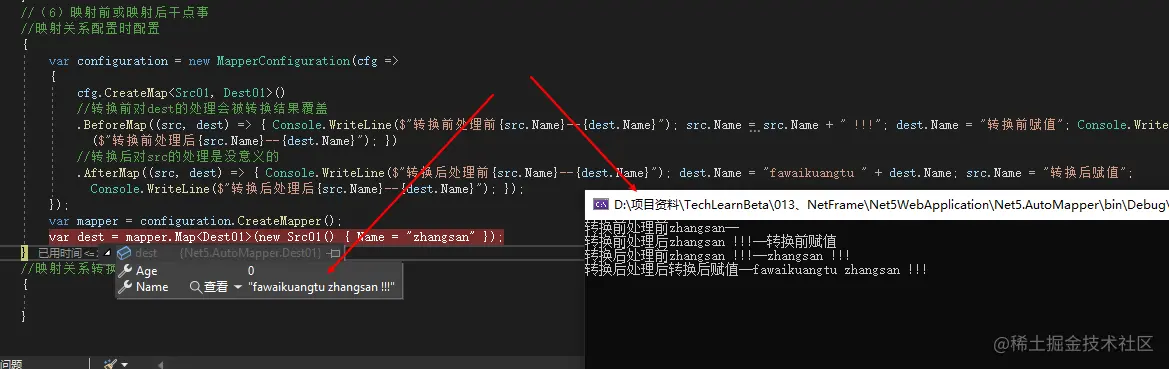 //（6）映射前或映射后干点事
//映射关系配置时配置
{
var configuration = new MapperConfiguration(cfg =>
{
cfg.CreateMap<Src01, Dest01>()
//转换前对dest的处理会被转换结果覆盖
.BeforeMap((src, dest) => { Console.WriteLine($"转换前处理前{src.Name}--{dest.Name}"); src.Name = src.Name + " !!!"; dest.Name = "转换前赋值"; Console.Writ
($"转换前处理后{src.Name}--{dest.Name}"); })
//转换后对src的处理是没意义的
.AfterMap((src, dest) => { Console.WriteLine($"转换后处理前{src.Name}--{dest.Name}"); dest.Name = "fawaikuangtu " + dest.Name; src.Name = "转换后赋值";
Console.WriteLine($"转换后处理后{src.Name}--{dest.Name}"); });
});
var mapper = configuration.CreateMapper();
var dest = mapper.Map<Dest01>(new Src01() { Name = "zhangsan" });
} 已用时间<=: dest {Net5.AutoMapper.Dest01}
Age 0
Name 查看 "fawaikuangtu zhangsan !!!"
//映射关系转换
{
}
问题
D:\项目资料\TechLearnBeta\013、NetFrame\Net5WebApplication\Net5.AutoMapper\bin\Debug\
转换前处理前zhangsan--
转换前处理后zhangsan !!!--转换前赋值
转换后处理前zhangsan !!!--zhangsan !!!
转换后处理后转换后赋值--fawaikuangtu zhangsan !!!
@稀土掘金技术社区